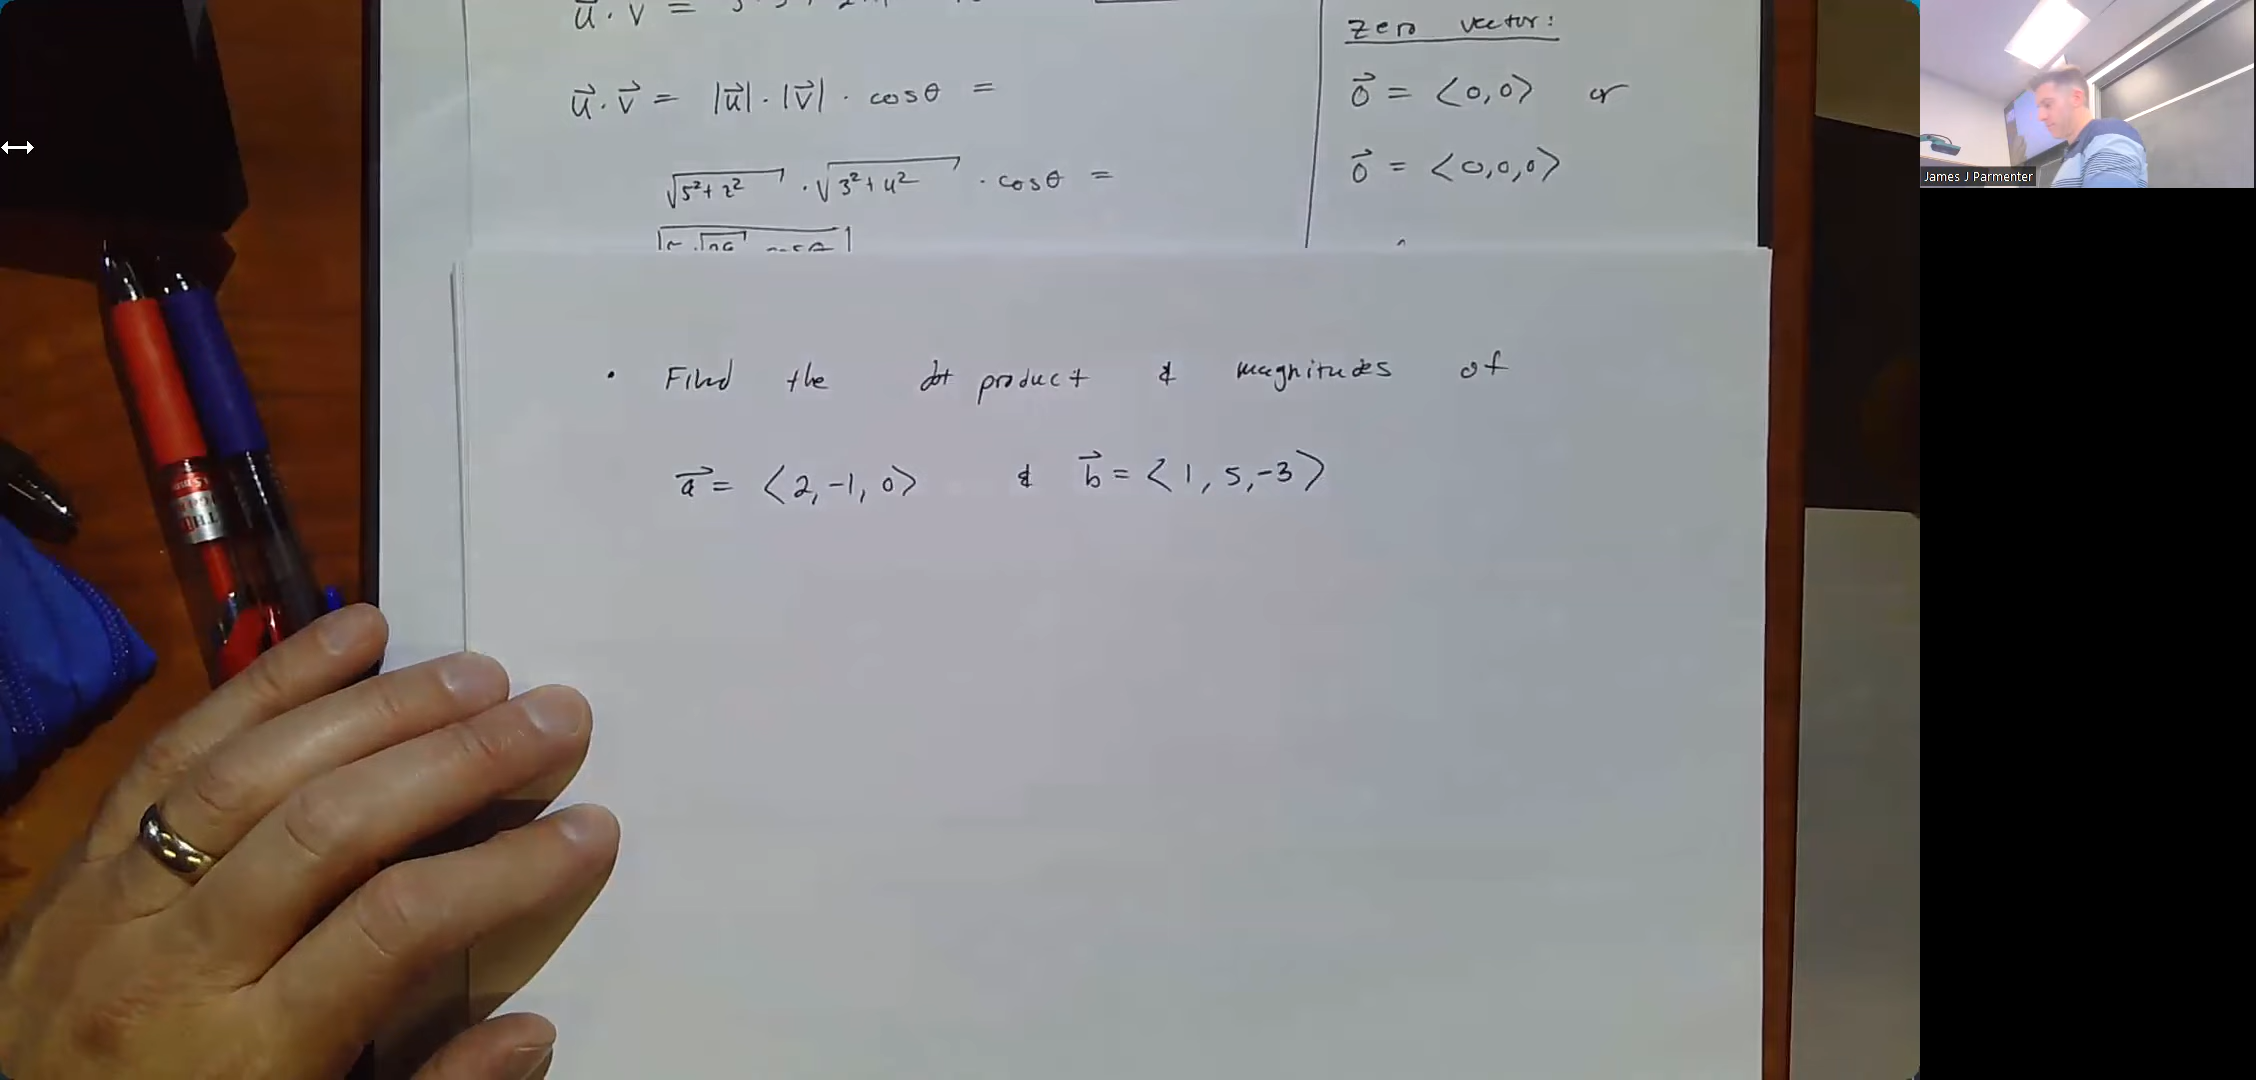 u⃗ · v =
u⃗ · v⃗ = |u⃗| · |v⃗| · cosθ =
√5²+2² · √3²+4² · cosθ =
Zero vector:
0⃗ = <0,0> or
0⃗ = <0,0,0>
• Find the dot product & magnitudes of
a⃗ = <2,-1,0> & b⃗ = <1, 5,-3>
James J Parmenter